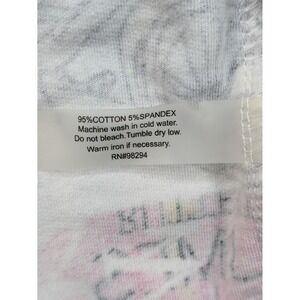 95%COTTON 5%SPANDEX
Machine wash in cold water.
Do not bleach.Tumble dry low.
Warm iron if necessary.
RN#98294